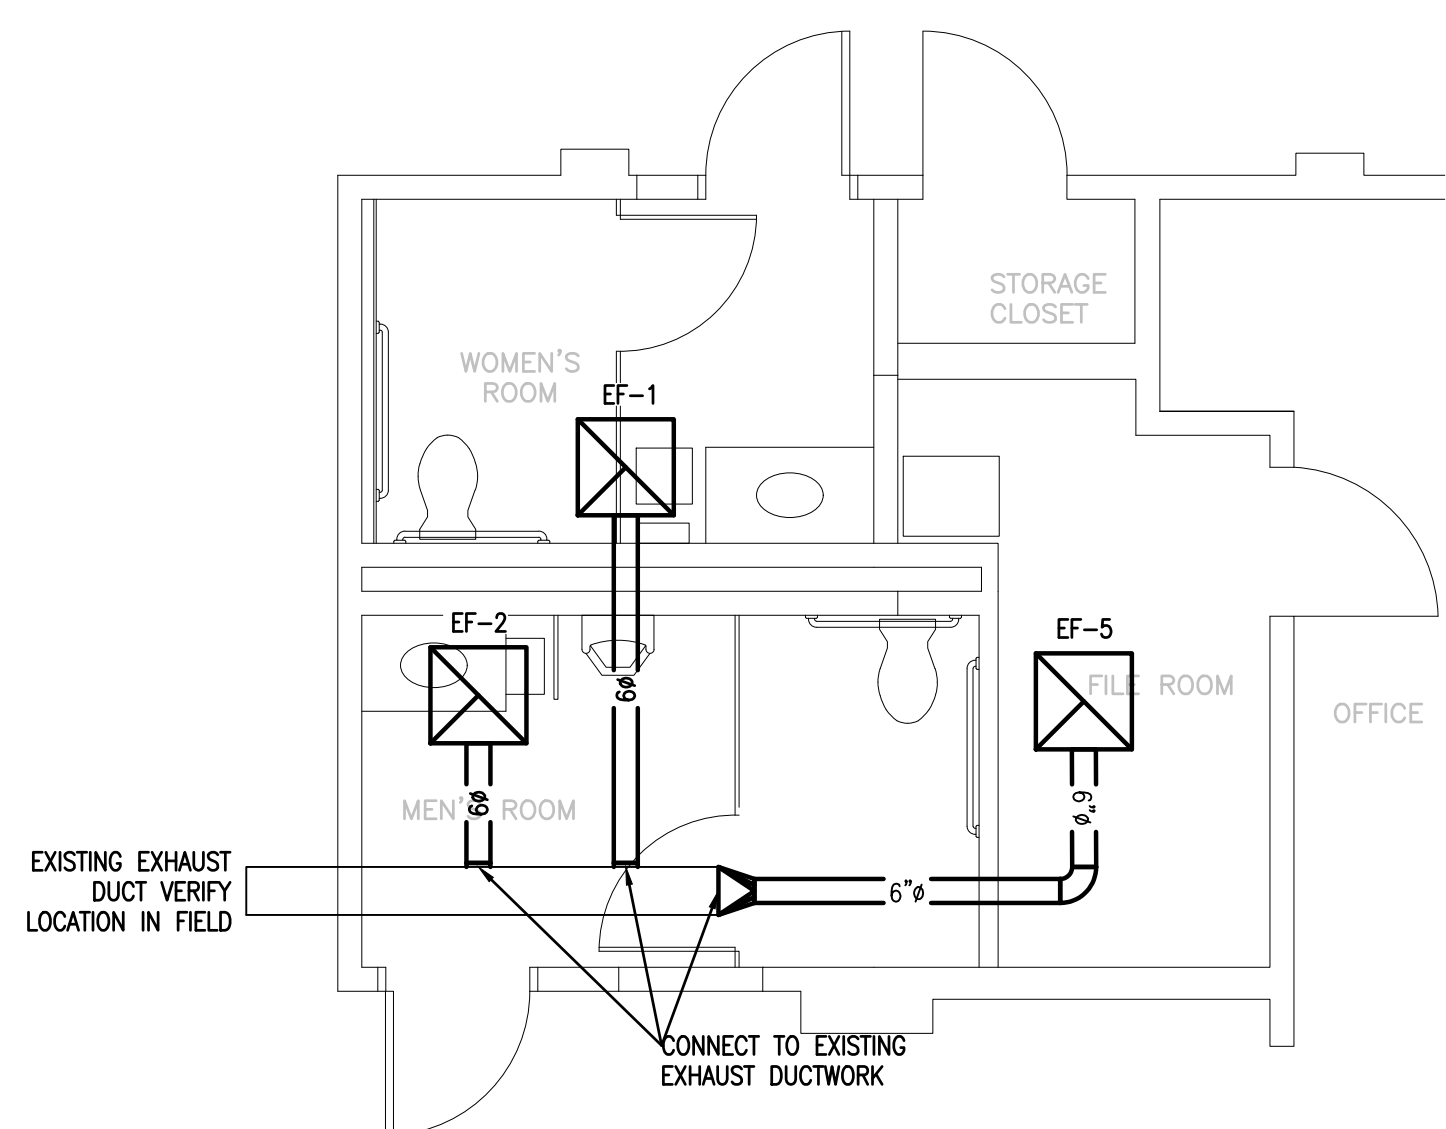 STORAGE
CLOSET
WOMEN'S
ROOM
EF-1
EF-2
EF-5
FILE ROOM
OFFICE
6ø
MEN'S ROOM
6ø
6"ø
EXISTING EXHAUST
DUCT VERIFY
LOCATION IN FIELD
6"ø
CONNECT TO EXISTING
EXHAUST DUCTWORK